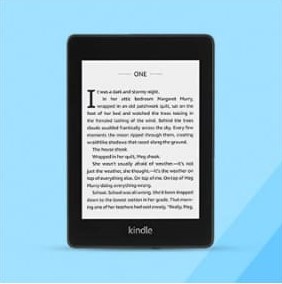 ONE
It was a dark and stormy night.
In her attic bedroom Margaret Murry,
wrapped in an old patchwork quilt, sat on the
foot of her bed and watched the trees tossing in
the frenzied lashing of the wind. Behind the trees
clouds scudded frantically across the sky. Every few
moments the moon ripped through them, creating
wraithlike shadows that raced along the ground.
The house shook.
Wrapped in her quilt, Meg shook.
She wasn't usually afraid of weather.—It's not
just the weather, she thought.—It's the weather on
top of everything else. On top of me. On top of Meg
Murry doing everything wrong.
School. School was all wrong. She'd been dropped
down to the lowest section in her grade. That morn-
ing one of her teachers had said crossly, "Really, Meg,
kindle